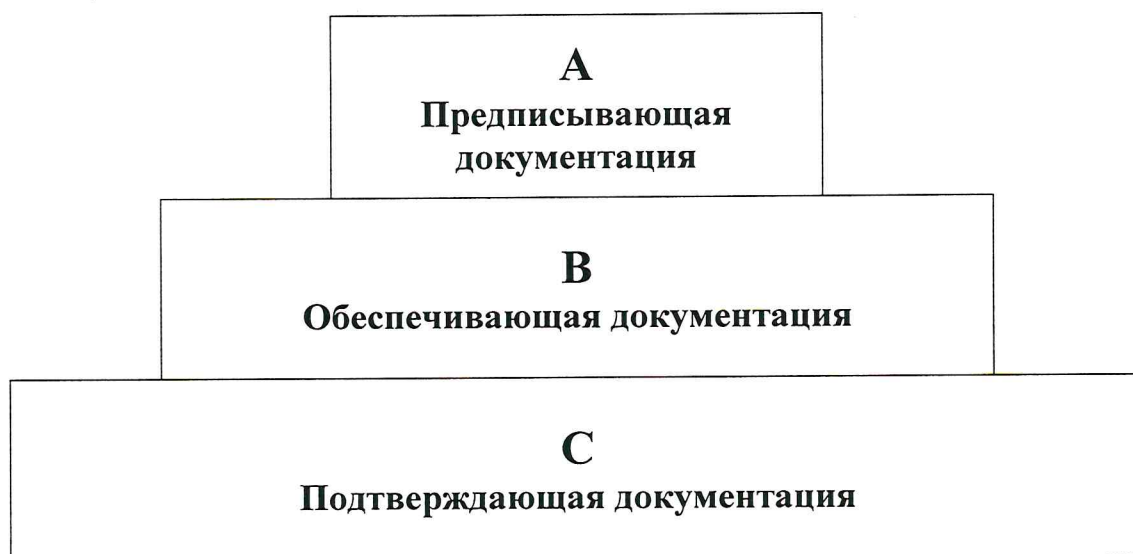 А
Предписывающая
документация
В
Обеспечивающая документация
С
Подтверждающая документация